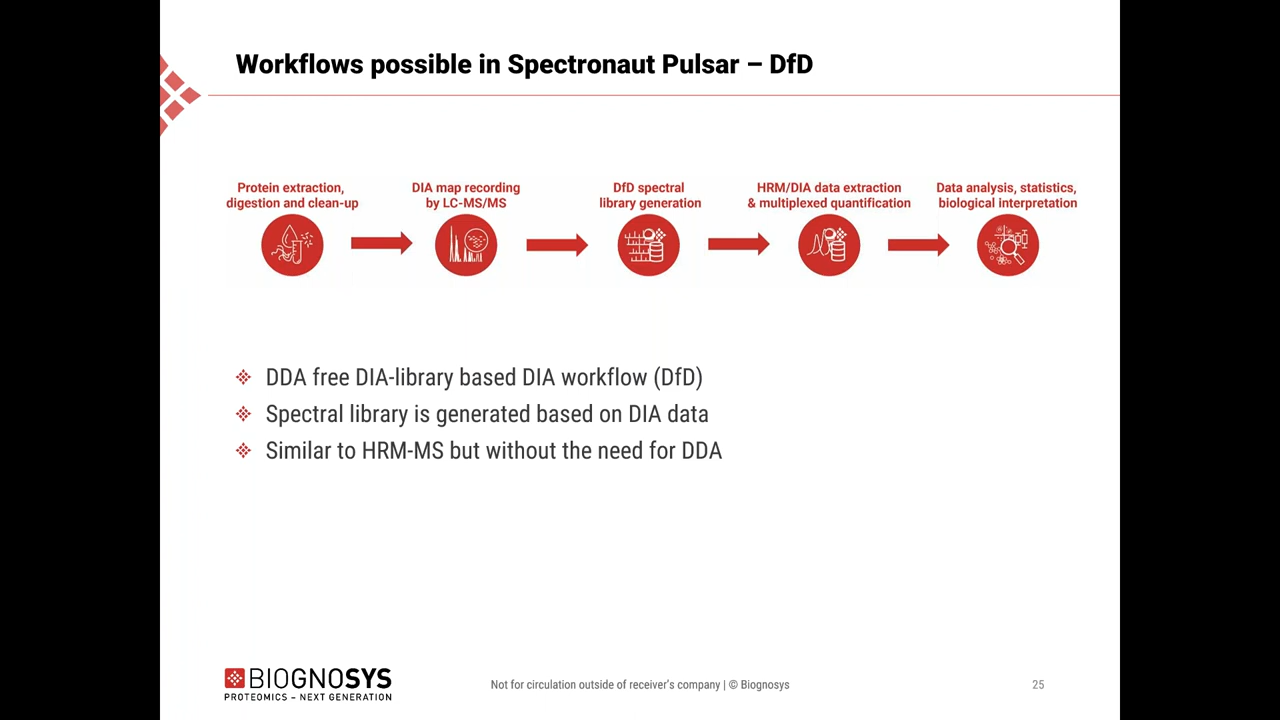 Workflows possible in Spectronaut Pulsar – DfD
Protein extraction,
digestion and clean-up
DIA map recording
by LC-MS/MS
DfD spectral
library generation
HRM/DIA data extraction
& multiplexed quantification
Data analysis, statistics,
biological interpretation
DDA free DIA-library based DIA workflow (DfD)
Spectral library is generated based on DIA data
Similar to HRM-MS but without the need for DDA
BIOGNOSYS
PROTEOMICS – NEXT GENERATION
Not for circulation outside of receiver's company | © Biognosys
25